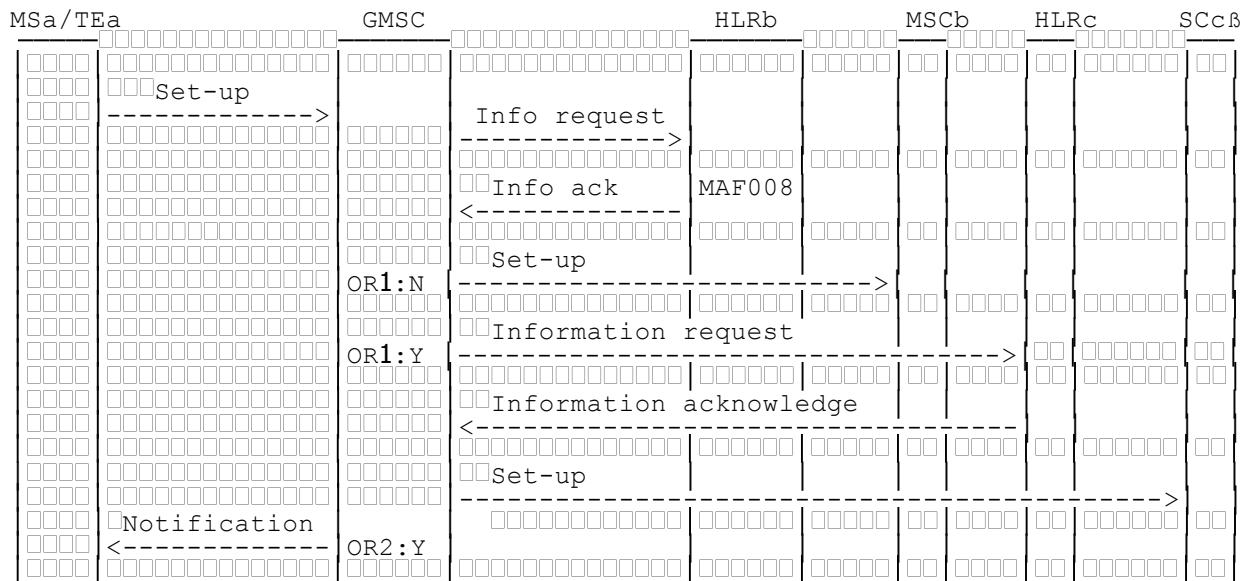 MSa/TEa GMSC HLRb MSCb HLRc SCcß
Set-up
------------->
Info request
------------->
Info ack MAF008
<-------------
Set-up
OR1:N -------------------------->
Information request
OR1:Y ----------------------------------->
Information acknowledge
<-----------------------------------
Set-up
--------------------------------------------->
Notification
<------------- OR2:Y